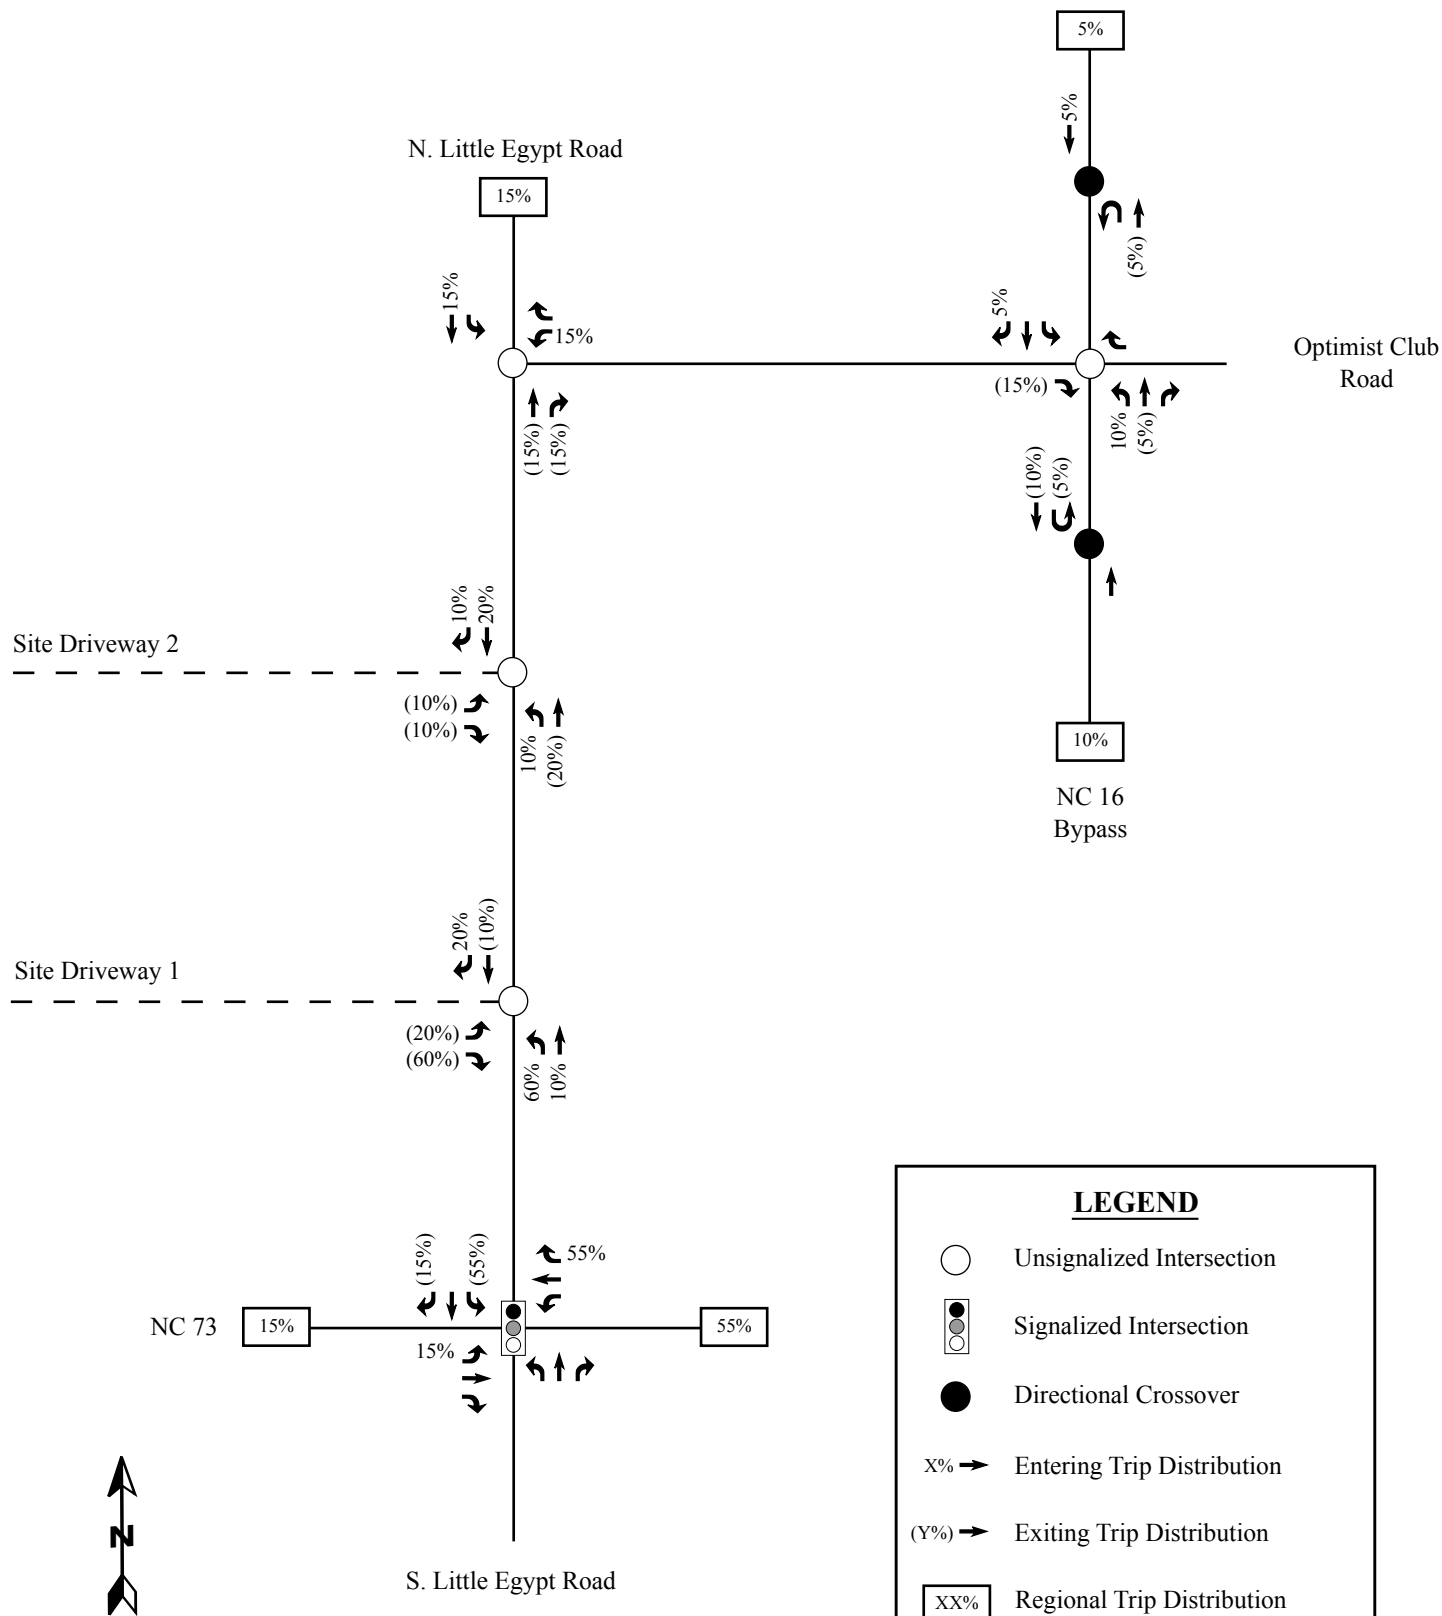 5%
5%
N. Little Egypt Road
15%
(5%)
15%
5%
15%
Optimist Club
Road
(15%)
10%
(5%)
(15%)
(15%)
(10%)
(5%)
10%
20%
Site Driveway 2
(10%)
(10%)
10%
(20%)
10%
NC 16
Bypass
20%
(10%)
Site Driveway 1
(20%)
(60%)
60%
10%
LEGEND
Unsignalized Intersection
(15%)
(55%)
55%
NC 73
15%
55%
Signalized Intersection
15%
Directional Crossover
X%
Entering Trip Distribution
N
(Y%)
Exiting Trip Distribution
S. Little Egypt Road
XX%
Regional Trip Distribution